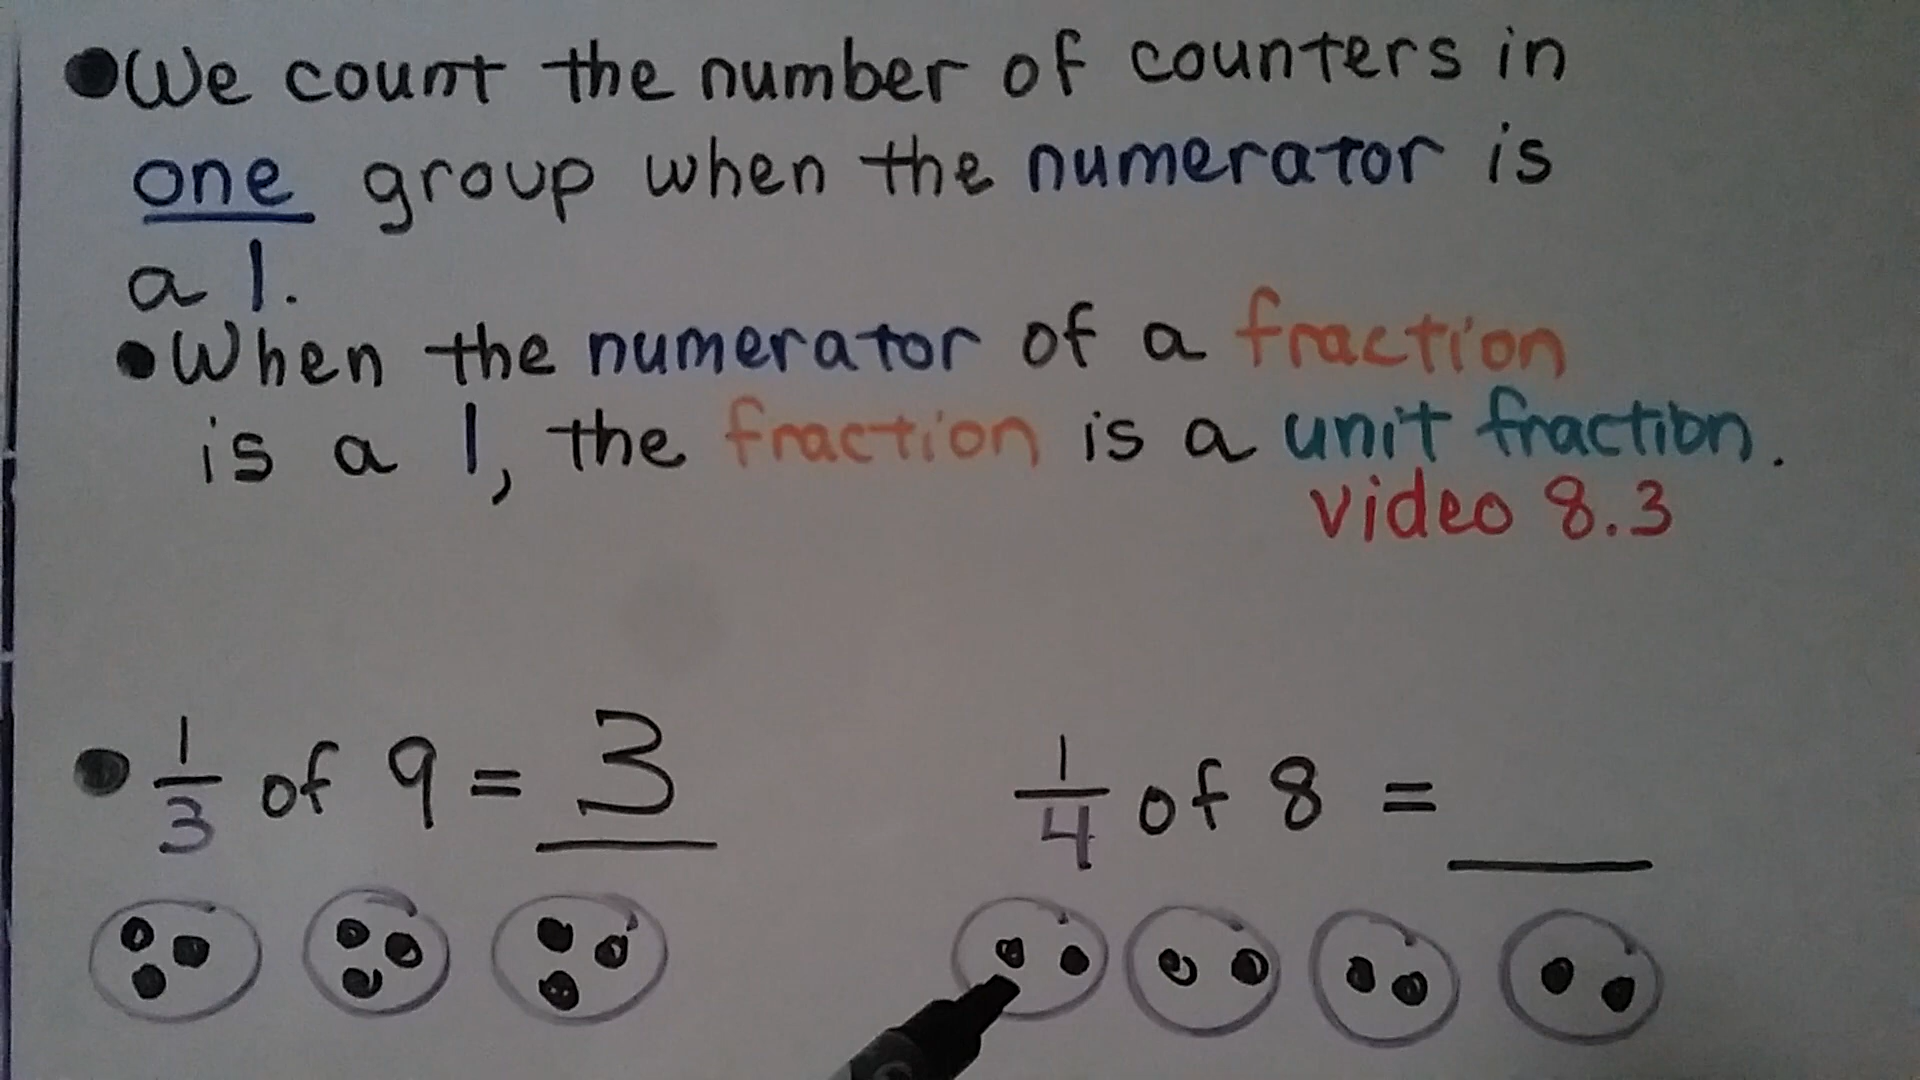 ●We count the number of counters in
one group when the numerator is
a 1.
●When the numerator of a fraction
is a 1, the fraction is a unit fraction.
video 8.3
●1/3 of 9 = 3
1/4 of 8 = ___